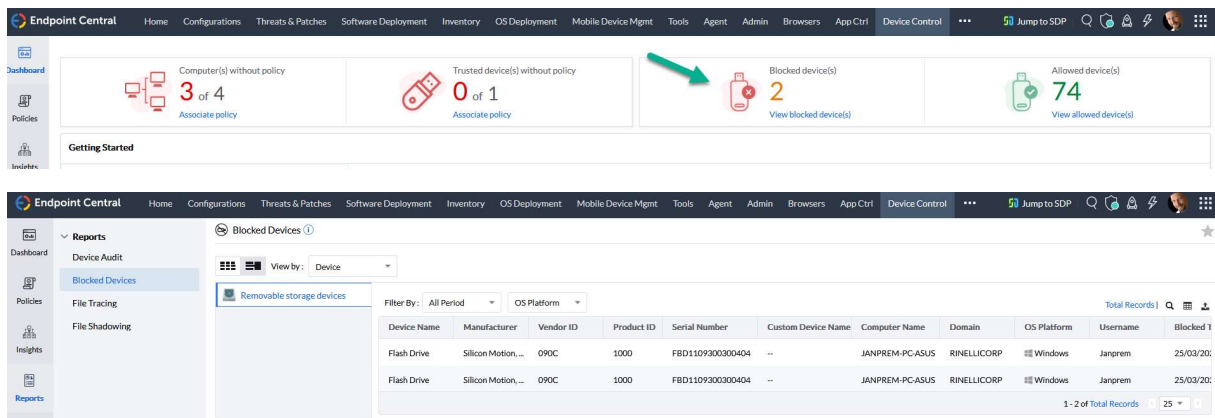 Endpoint Central Home Configurations Threats & Patches Software Deployment Inventory OS Deployment Mobile Device Mgmt Tools Agent Admin Browsers App Ctrl Device Control ••• Jump to SDP
Dashboard
Policies
Insights
Computer(s) without policy
3 of 4
Associate policy
Trusted device(s) without policy
0 of 1
Associate policy
Blocked device(s)
2
View blocked device(s)
Allowed device(s)
74
View allowed device(s)
Getting Started
Endpoint Central Home Configurations Threats & Patches Software Deployment Inventory OS Deployment Mobile Device Mgmt Tools Agent Admin Browsers App Ctrl Device Control ••• Jump to SDP
Dashboard
Policies
Insights
Reports
Reports
Device Audit
Blocked Devices
File Tracing
File Shadowing
Blocked Devices
View by : Device
Removable storage devices
Filter By : All Period OS Platform
Total Records |
Device Name Manufacturer Vendor ID Product ID Serial Number Custom Device Name Computer Name Domain OS Platform Username Blocked T
Flash Drive Silicon Motion, ... 090C 1000 FBD1109300300404 -- JANPREM-PC-ASUS RINELLICORP Windows Janprem 25/03/20
Flash Drive Silicon Motion, ... 090C 1000 FBD1109300300404 -- JANPREM-PC-ASUS RINELLICORP Windows Janprem 25/03/20
1 - 2 of Total Records 25